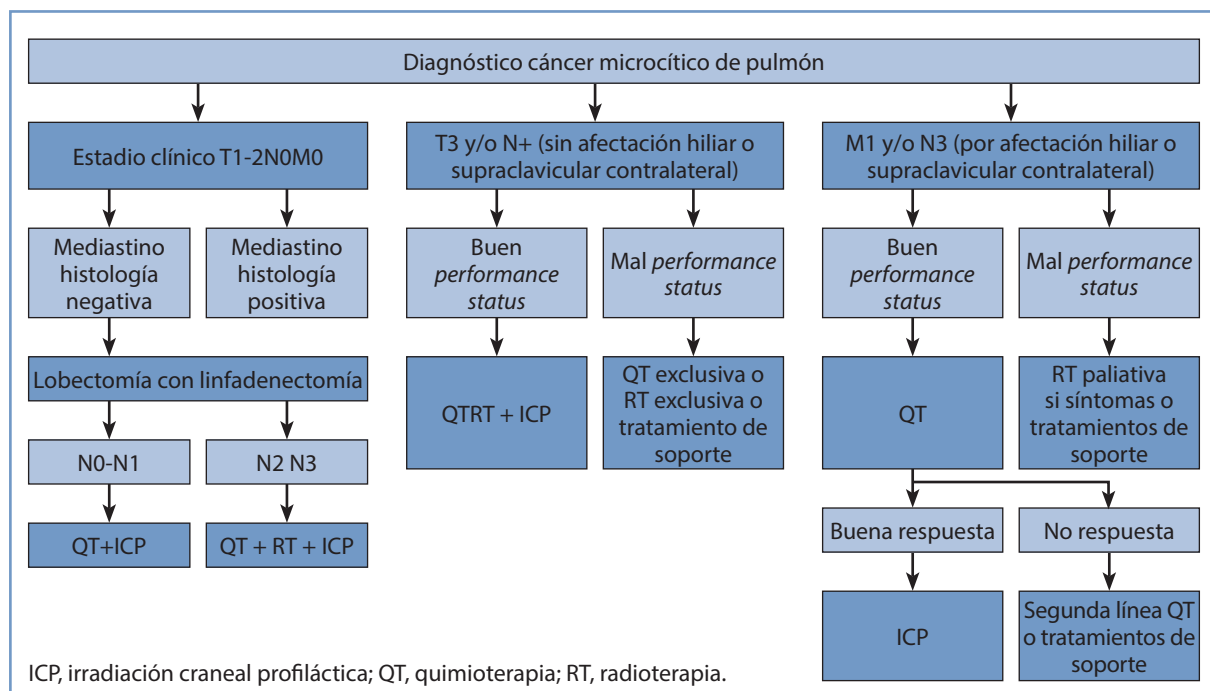 Diagnóstico cáncer microcítico de pulmón
Estadio clínico T1-2N0M0
Mediastino
histología
negativa
Mediastino
histología
positiva
Lobectomía con linfadenectomía
N0-N1
N2 N3
QT+ICP
QT + RT + ICP
T3 y/o N+ (sin afectación hiliar o
supraclavicular contralateral)
Buen
performance
status
Mal performance
status
QTRT + ICP
QT exclusiva o
RT exclusiva o
tratamiento de
soporte
M1 y/o N3 (por afectación hiliar o
supraclavicular contralateral)
Buen
performance
status
Mal performance
status
QT
RT paliativa
si síntomas o
tratamientos de
soporte
Buena respuesta
No respuesta
ICP
Segunda línea QT
o tratamientos de
soporte
ICP, irradiación craneal profiláctica; QT, quimioterapia; RT, radioterapia.